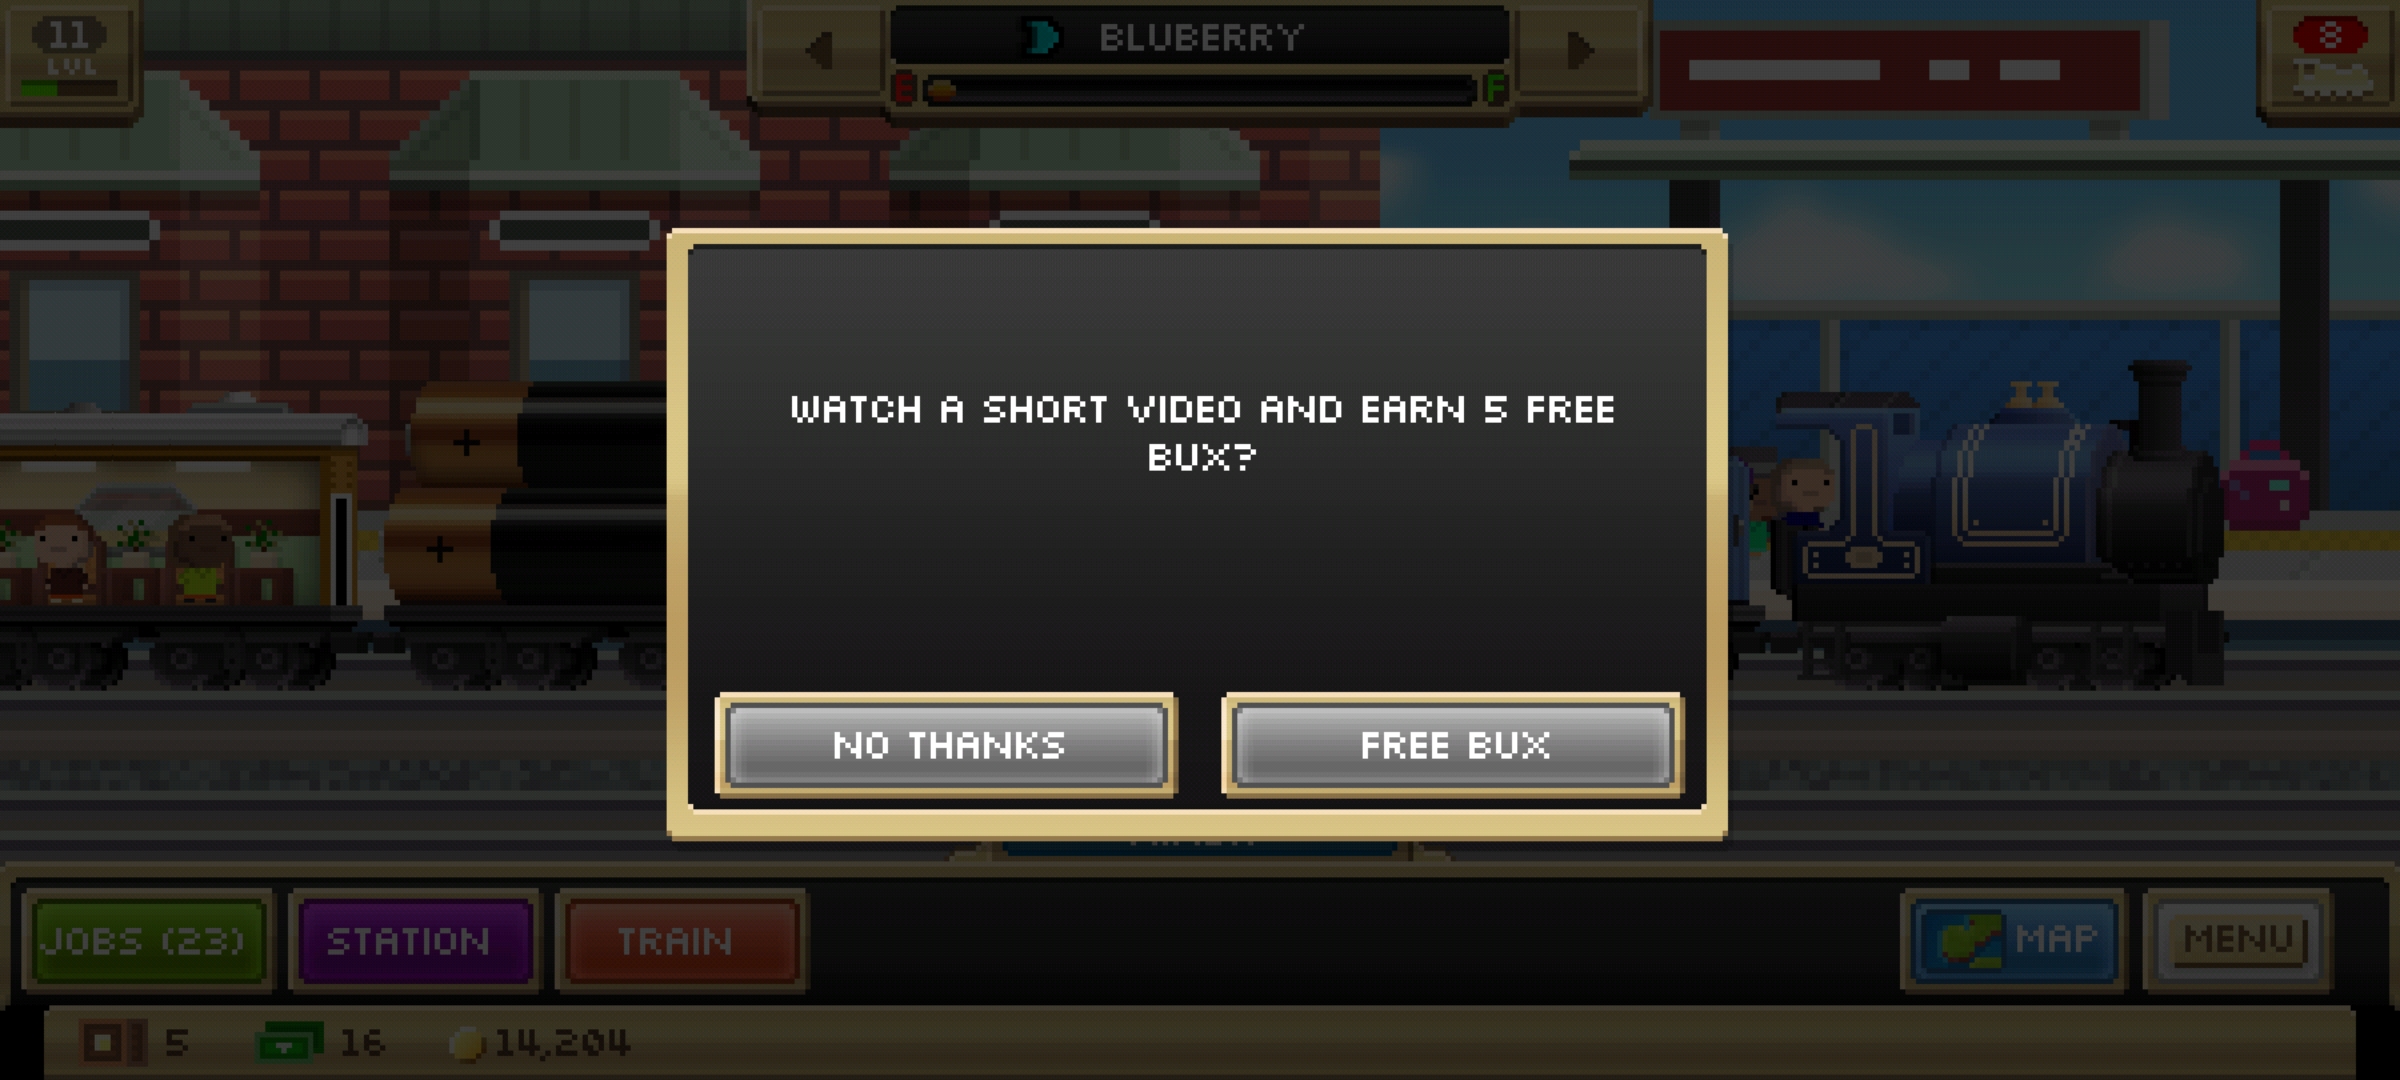 11
LVL
BLUBERRY
E
F
8
WATCH A SHORT VIDEO AND EARN 5 FREE
BUX?
NO THANKS
FREE BUX
JOBS (23)
STATION
TRAIN
MAP
MENU
5
16
14,204